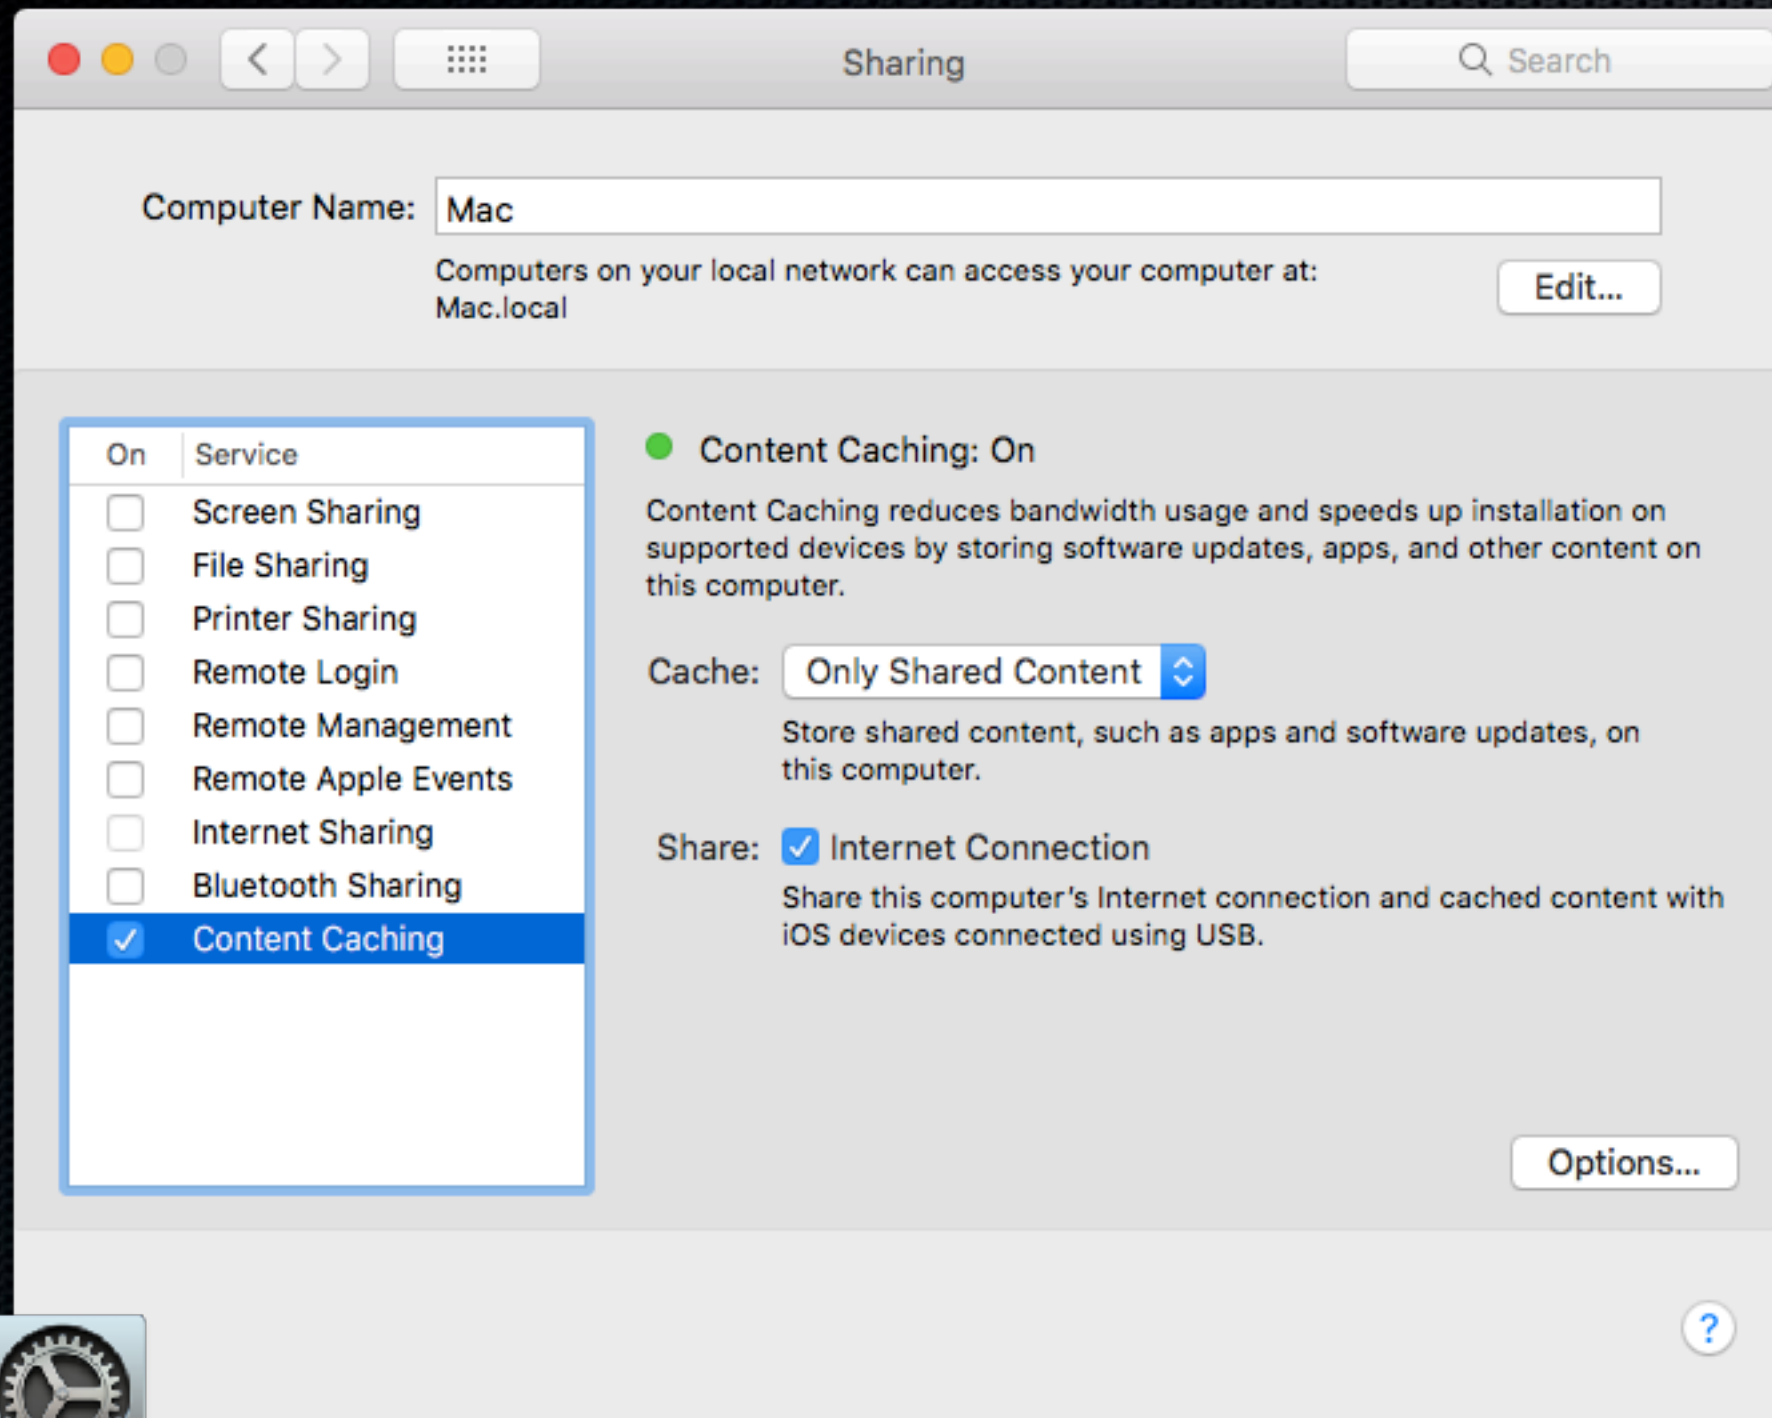 Sharing
Search
Computer Name: Mac
Computers on your local network can access your computer at:
Mac.local
Edit...
On Service
Screen Sharing
File Sharing
Printer Sharing
Remote Login
Remote Management
Remote Apple Events
Internet Sharing
Bluetooth Sharing
Content Caching
Content Caching: On
Content Caching reduces bandwidth usage and speeds up installation on
supported devices by storing software updates, apps, and other content on
this computer.
Cache: Only Shared Content
Store shared content, such as apps and software updates, on
this computer.
Share: Internet Connection
Share this computer's Internet connection and cached content with
iOS devices connected using USB.
Options...
?